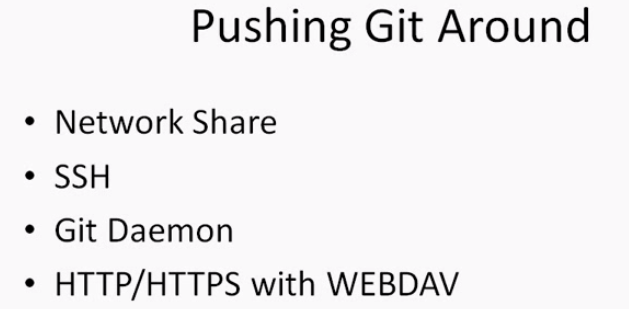 Pushing Git Around
• Network Share
• SSH
• Git Daemon
• HTTP/HTTPS with WEBDAV